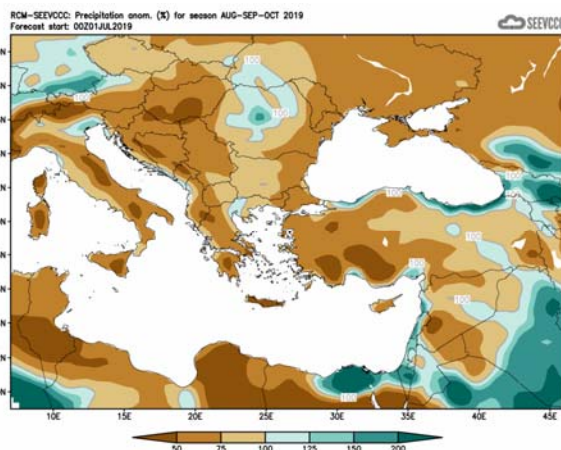 RCM-SEEVCCC: Precipitation anom. (%) for season AUG-SEP-OCT 2019
Forecast start: 00Z01JUL2019
SEEVCCC
100
100
100
100
100
100
100
100
100
10E 15E 20E 25E 30E 35E 40E 45E
50 75 100 125 150 200